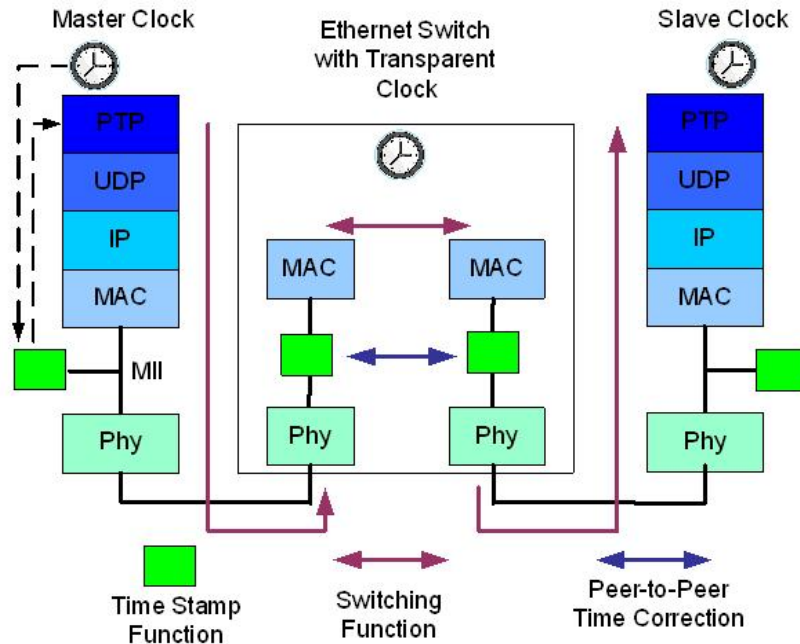 Master Clock
Ethernet Switch
with Transparent
Clock
Slave Clock
PTP
UDP
IP
MAC
MII
Phy
MAC
MAC
Phy
Phy
PTP
UDP
IP
MAC
Phy
Time Stamp
Function
Switching
Function
Peer-to-Peer
Time Correction